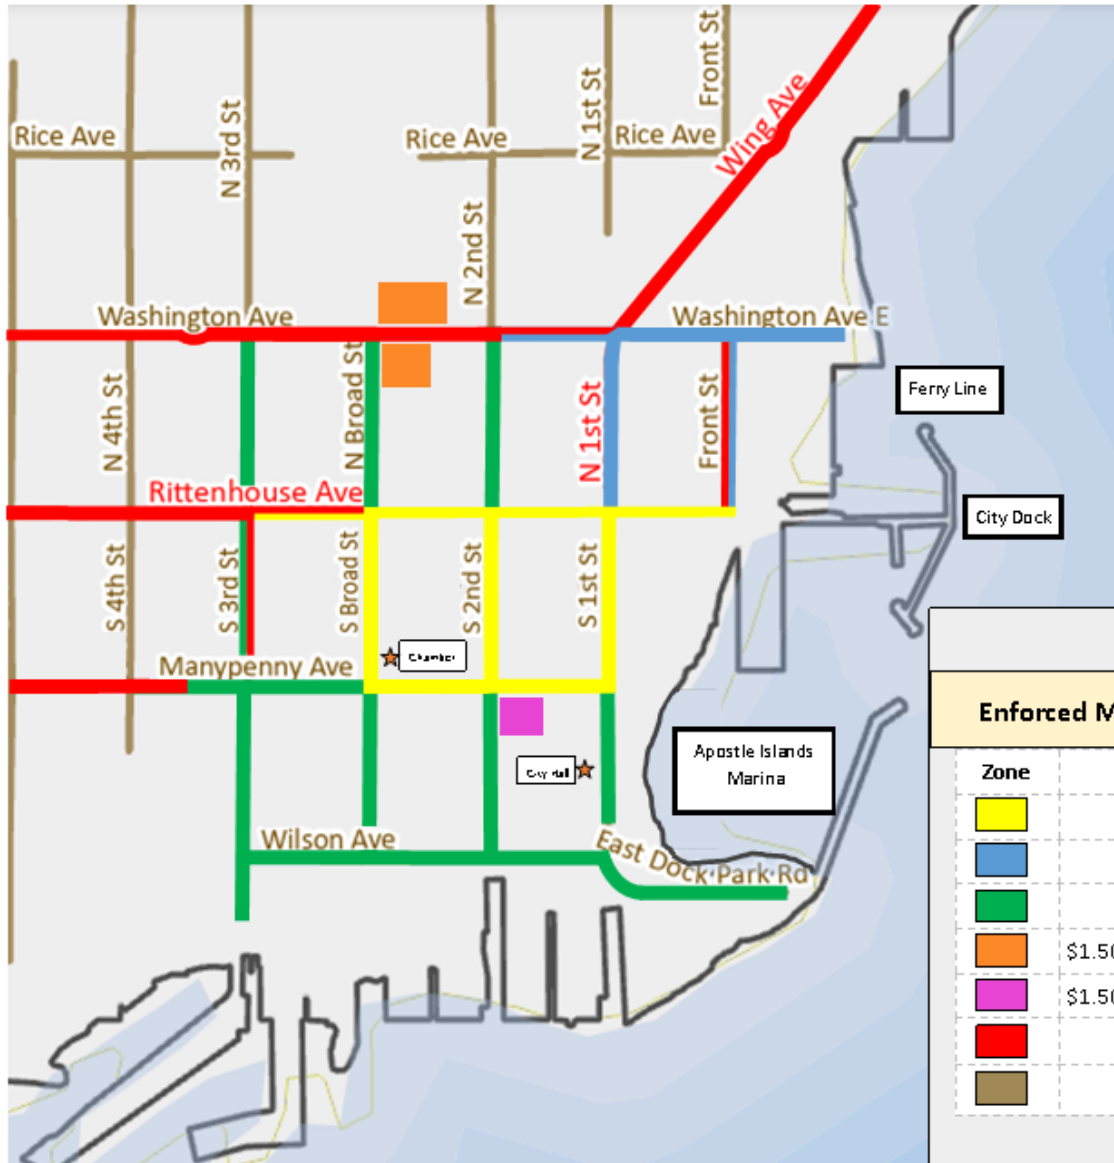 Front St
N 1st St
Wing Ave
N 3rd St
Rice Ave
Rice Ave
Rice Ave
N 2nd St
Washington Ave
Washington Ave E
Ferry Line
N 4th St
N Broad St
N 1st St
Front St
Rittenhouse Ave
City Dock
S 4th St
S 3rd St
S Broad St
S 2nd St
S 1st St
Chamber
Manypenny Ave
Apostle Islands
Marina
City Hall
Enforced M
Zone
Wilson Ave
East Dock Park Rd
$1.50
$1.50